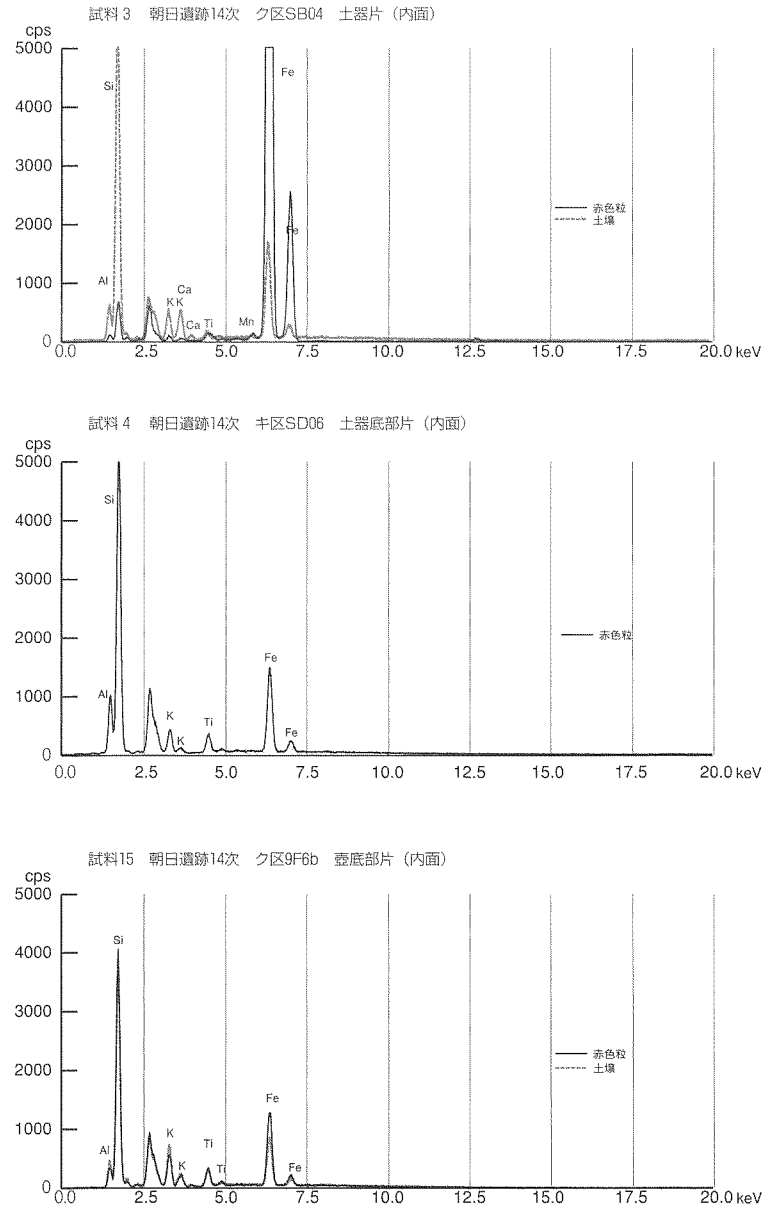 試料3 朝日遺跡14次 ク区SB04 土器片（内面）
cps
5000
4000
3000
2000
1000
0
Si
Fe
Fe
Al
K K
Ca
Ca
Ti
Mn
赤色粒
土壌
0.0 2.5 5.0 7.5 10.0 12.5 15.0 17.5 20.0 keV
試料4 朝日遺跡14次 キ区SD06 土器底部片（内面）
cps
5000
4000
3000
2000
1000
0
Si
Al
K
K
Ti
Fe
Fe
赤色粒
0.0 2.5 5.0 7.5 10.0 12.5 15.0 17.5 20.0 keV
試料15 朝日遺跡14次 ク区9F6b 壺底部片（内面）
cps
5000
4000
3000
2000
1000
0
Si
Al
K
K
Ti
Ti
Fe
Fe
赤色粒
土壌
0.0 2.5 5.0 7.5 10.0 12.5 15.0 17.5 20.0 keV